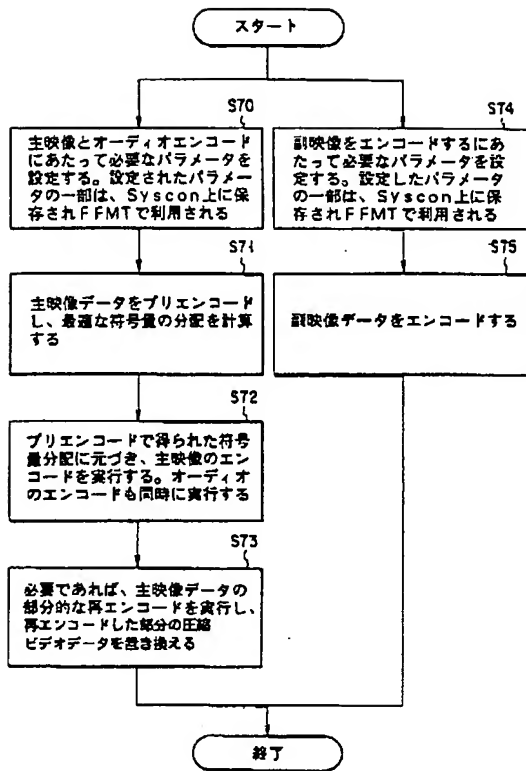 スタート
S70
主映像とオーディオエンコード
にあたって必要なパラメータを
設定する。設定されたパラメー
タの一部は、Syscon上に保
存されFFMTで利用される
S74
副映像をエンコードするにあ
たって必要なパラメータを設
定する。設定したパラメータ
の一部は、Syscon上に保
存されFFMTで利用される
S71
主映像データをプリエンコード
し、最適な符号量の分配を計算
する
S75
副映像データをエンコードする
S72
プリエンコードで得られた符号
量分配に元づき、主映像のエン
コードを実行する。オーディオ
のエンコードも同時に実行する
S73
必要であれば、主映像データの
部分的な再エンコードを実行し、
再エンコードした部分の圧縮
ビデオデータを置き換える
終了